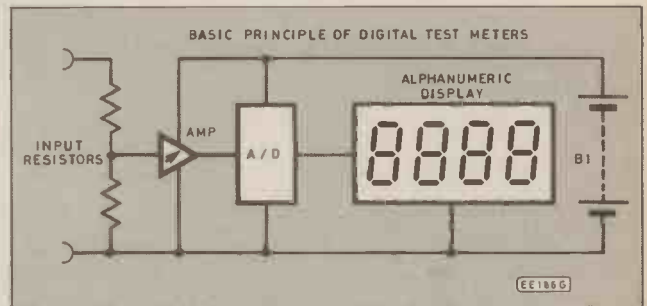 BASIC PRINCIPLE OF DIGITAL TEST METERS
ALPHANUMERIC
DISPLAY
AMP
INPUT
RESISTORS
A/D
8888
B1
EE186G